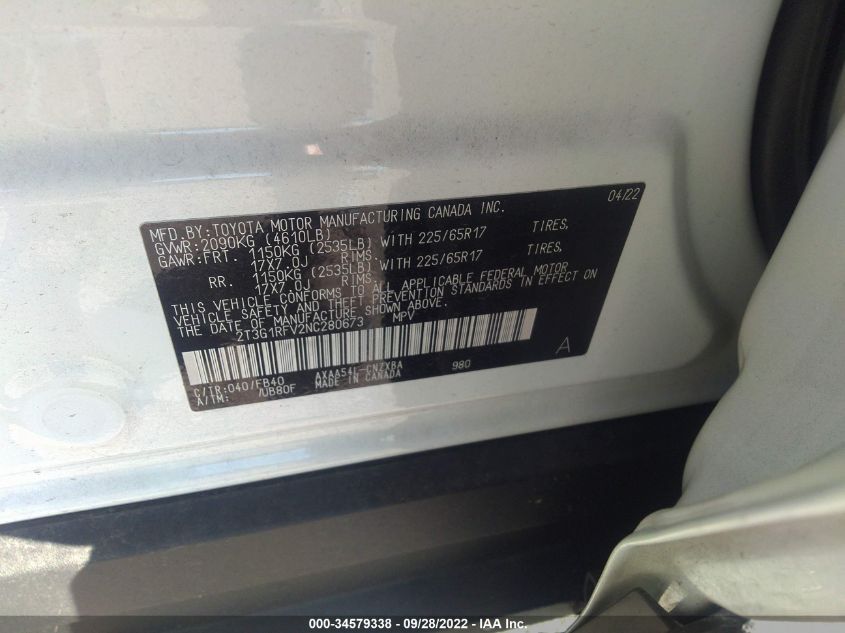 MFD.BY:TOYOTA MOTOR MANUFACTURING CANADA INC. 04/22
GVWR:2090KG (4610LB)
GAWR:FRT. 1150KG (2535LB) WITH 225/65R17 TIRES,
17X7.0J RIMS.
RR. 1150KG (2535LB) WITH 225/65R17 TIRES,
17X7.0J RIMS.
THIS VEHICLE CONFORMS TO ALL APPLICABLE FEDERAL MOTOR
VEHICLE SAFETY AND THEFT PREVENTION STANDARDS IN EFFECT ON
THE DATE OF MANUFACTURE SHOWN ABOVE.
2T3G1RFV2NC280673 MPV
A
C/TR:040/FB40 AXAA54L-CNZXBA 980
A/TM: /UB80F MADE IN CANADA
000-34579338 - 09/28/2022 - IAA Inc.